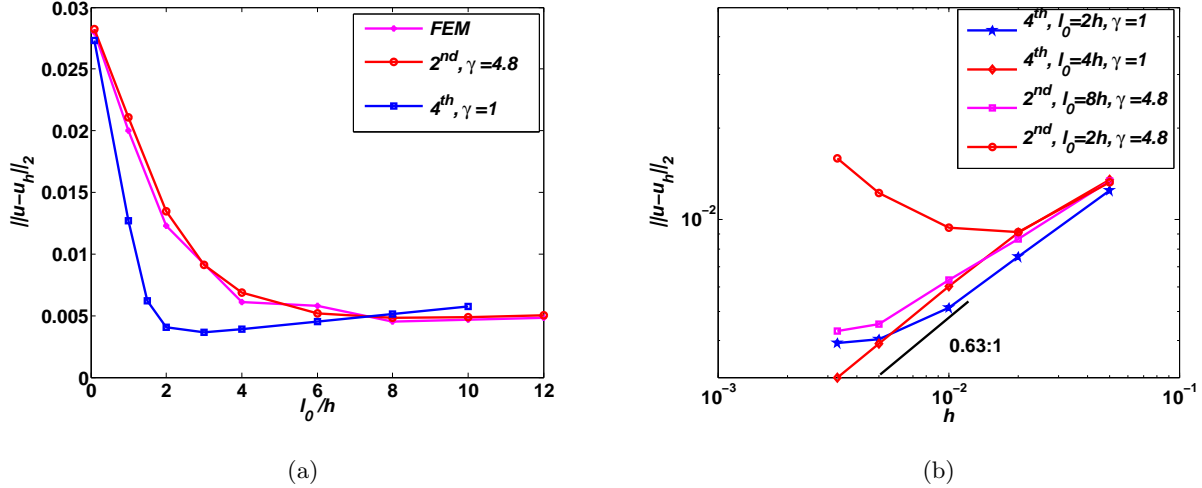 0.03
0.025
0.02
0.015
0.01
0.005
0
0 2 4 6 8 10 12
||u−u_h||_2
l_0/h
FEM
2^nd, γ=4.8
4^th, γ=1
(a)
10^−2
10^−3 10^−2 10^−1
||u−u_h||_2
h
4^th, l_0=2h, γ=1
4^th, l_0=4h, γ=1
2^nd, l_0=8h, γ=4.8
2^nd, l_0=2h, γ=4.8
0.63:1
(b)